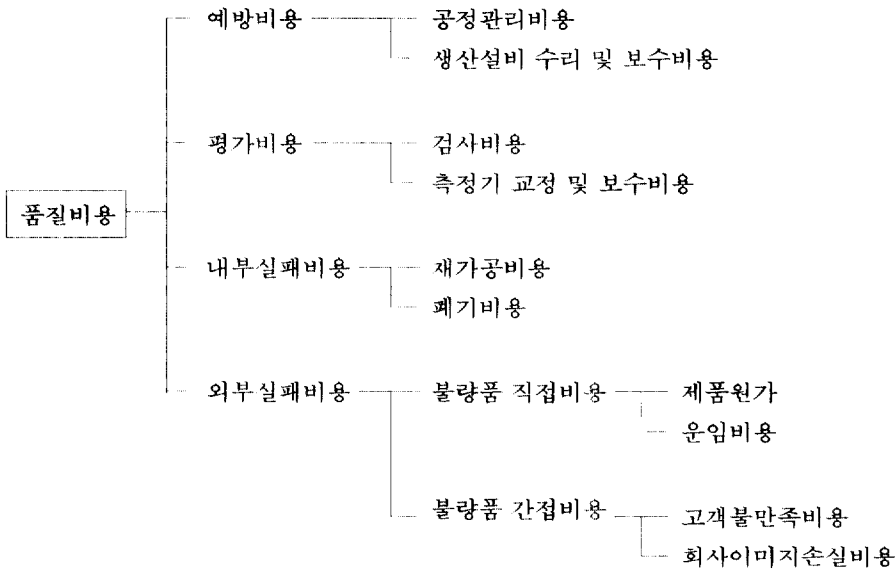 예방비용
공정관리비용
생산설비 수리 및 보수비용
평가비용
검사비용
측정기 교정 및 보수비용
품질비용
내부실패비용
재가공비용
폐기비용
외부실패비용
불량품 직접비용
제품원가
운임비용
불량품 간접비용
고객불만족비용
회사이미지손실비용